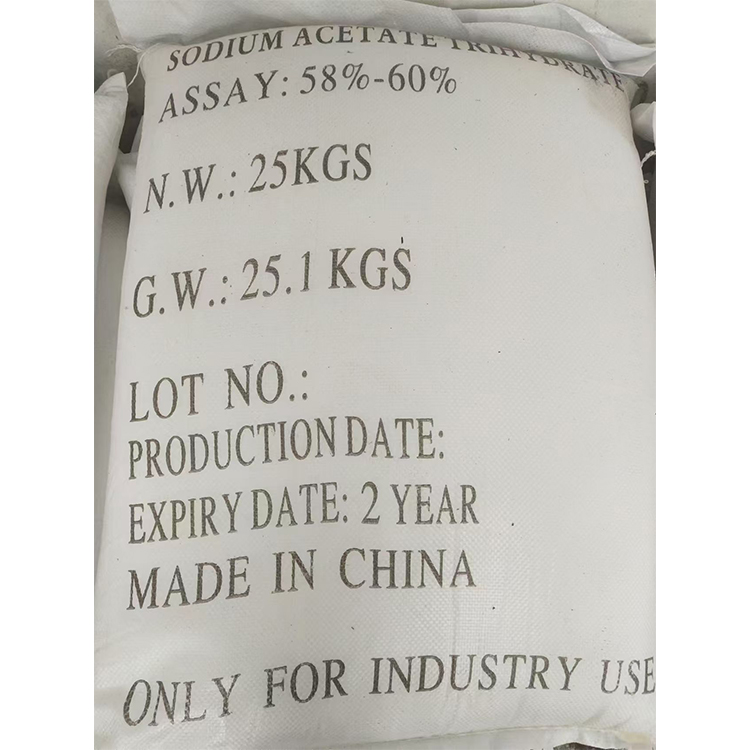 SODIUM ACETATE TRIHYDRATE
ASSAY: 58%-60%
N.W.: 25KGS
G.W.: 25.1 KGS
LOT NO.:
PRODUCTION DATE:
EXPIRY DATE: 2 YEAR
MADE IN CHINA
ONLY FOR INDUSTRY USE